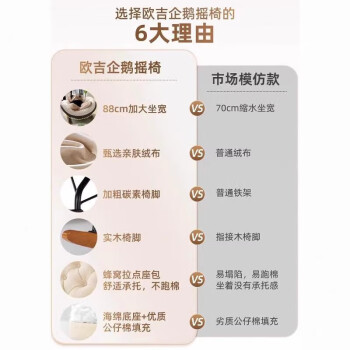 选择欧吉企鹅摇椅的
6大理由
欧吉企鹅摇椅
市场模仿款
88cm加大坐宽
VS
70cm缩水坐宽
甄选亲肤绒布
VS
普通绒布
加粗碳素椅脚
VS
普通铁架
实木椅脚
VS
指接木椅脚
蜂窝拉点座包
舒适承托，不跑棉
VS
易塌陷，易跑棉
坐着没有承托感
海绵底座+优质
公仔棉填充
VS
劣质公仔棉填充